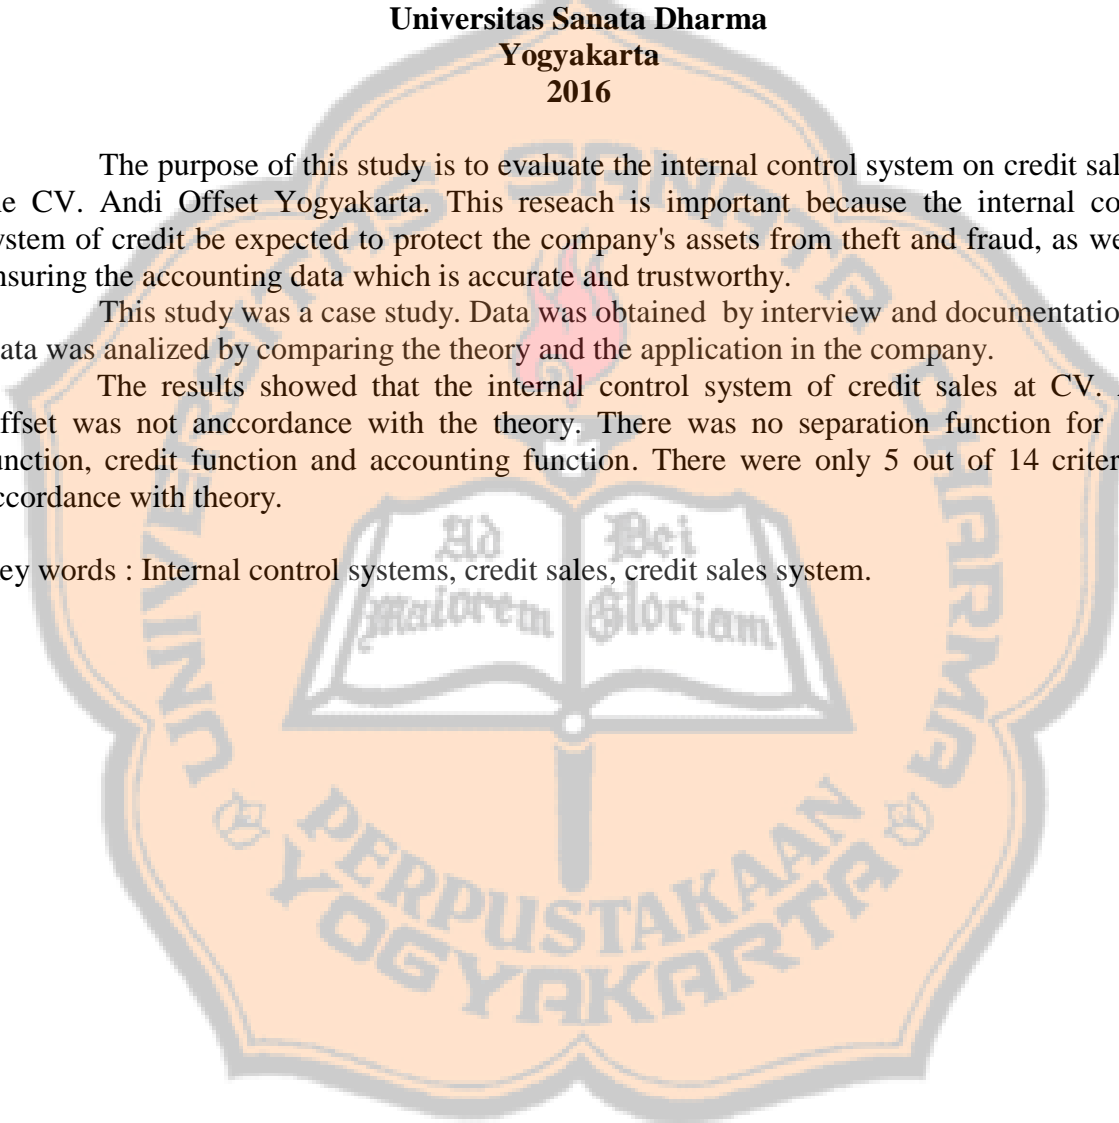 Universitas Sanata Dharma
Yogyakarta
2016
The purpose of this study is to evaluate the internal control system on credit sal
e CV. Andi Offset Yogyakarta. This reseach is important because the internal co
ystem of credit be expected to protect the company's assets from theft and fraud, as we
nsuring the accounting data which is accurate and trustworthy.
This study was a case study. Data was obtained by interview and documentatio
ata was analized by comparing the theory and the application in the company.
The results showed that the internal control system of credit sales at CV.
ffset was not anccordance with the theory. There was no separation function for
unction, credit function and accounting function. There were only 5 out of 14 criter
ccordance with theory.
ey words : Internal control systems, credit sales, credit sales system.
UNIVERSITAS SANATA DHARMA
Ad Dei
maiorem Gloriam
PERPUSTAKAAN
YOGYAKARTA